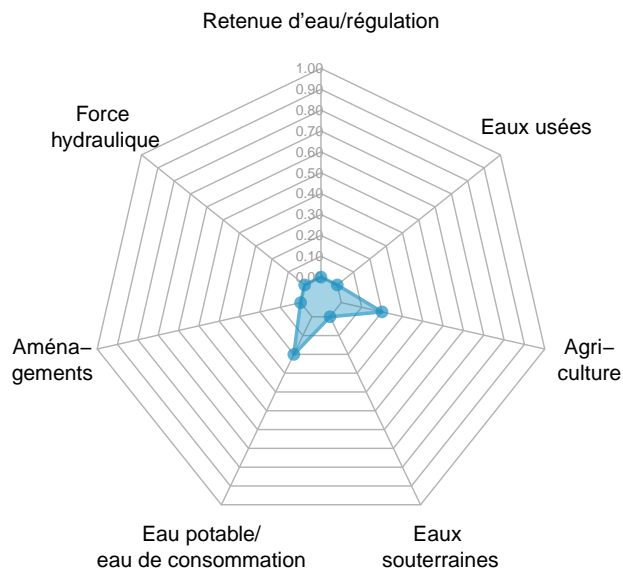 Retenue d'eau/régulation
1.00
0.90
0.80
0.70
0.60
0.50
0.40
0.30
0.20
0.10
0.0
Force
hydraulique
Eaux usées
Aména–
gements
Agri–
culture
Eau potable/
eau de consommation
Eaux
souterraines